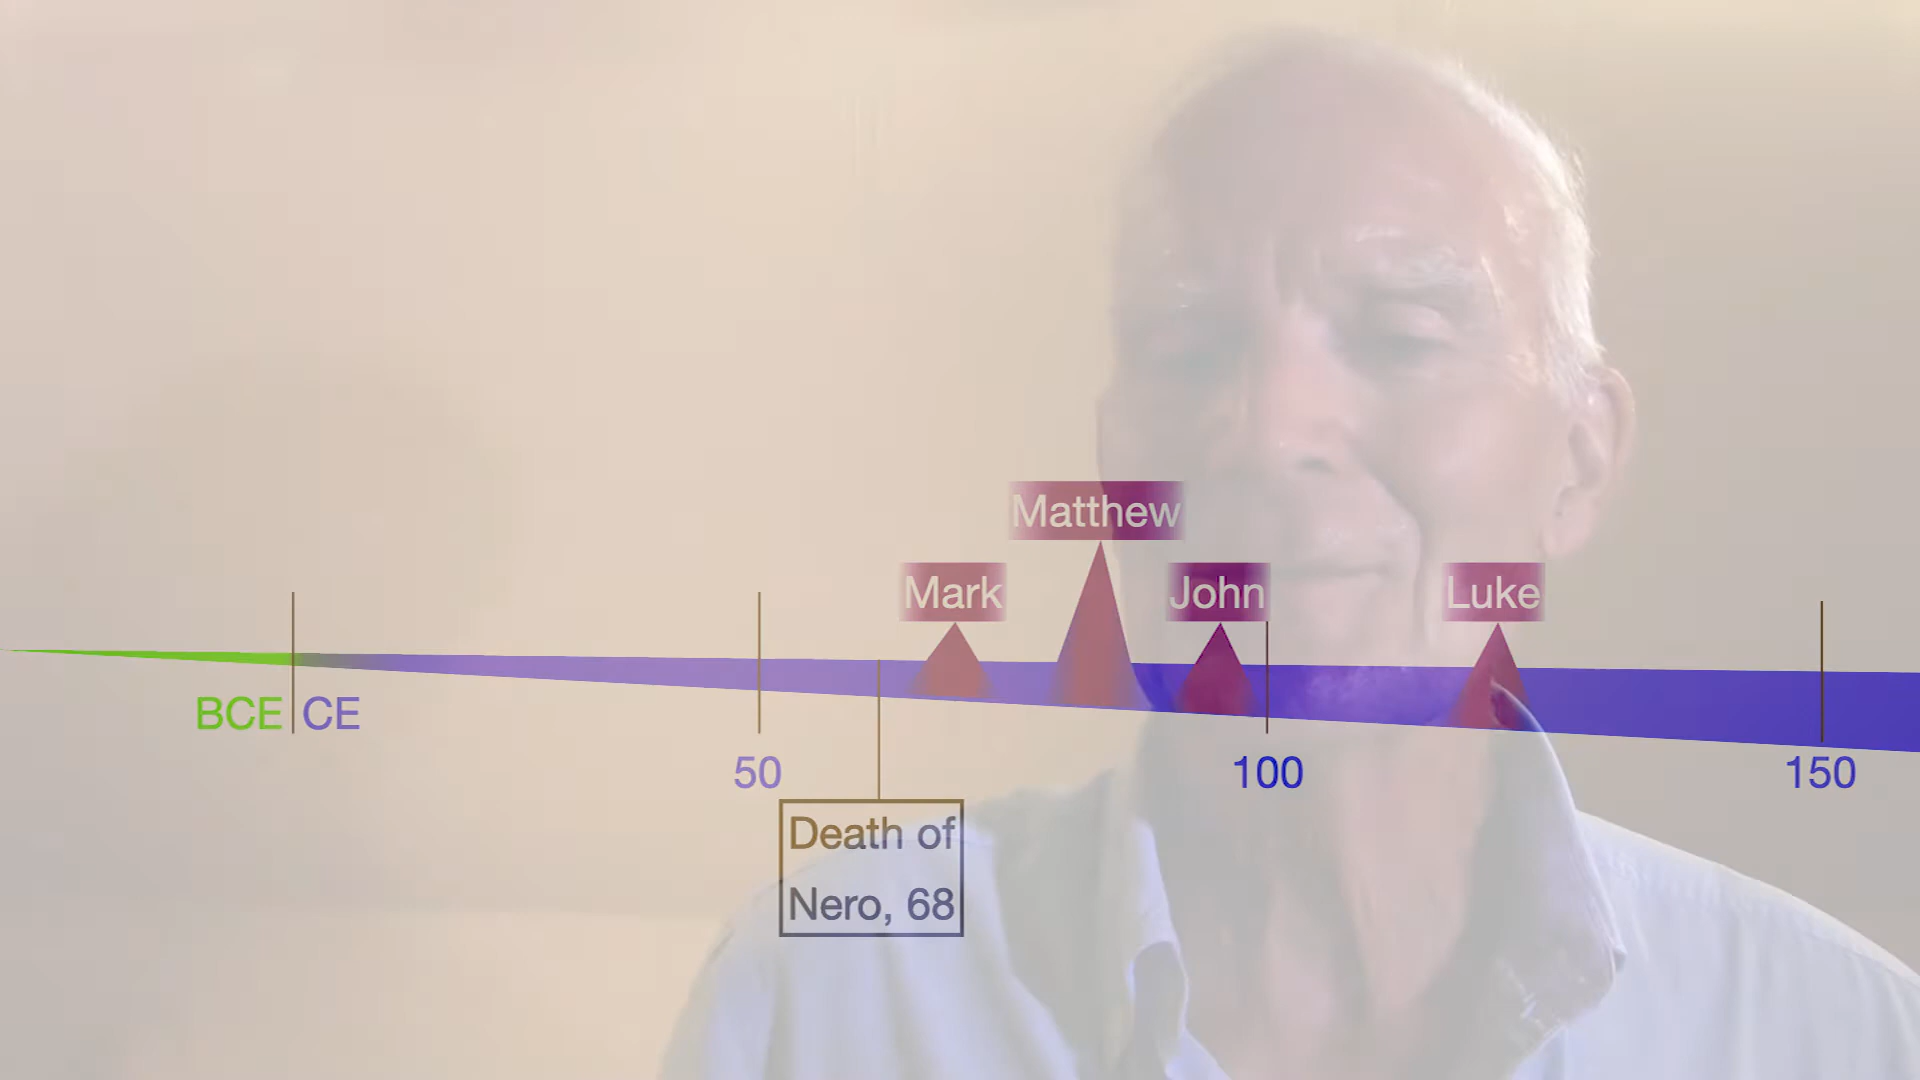 Matthew
Mark
John
Luke
BCE CE
50
100
150
Death of
Nero, 68